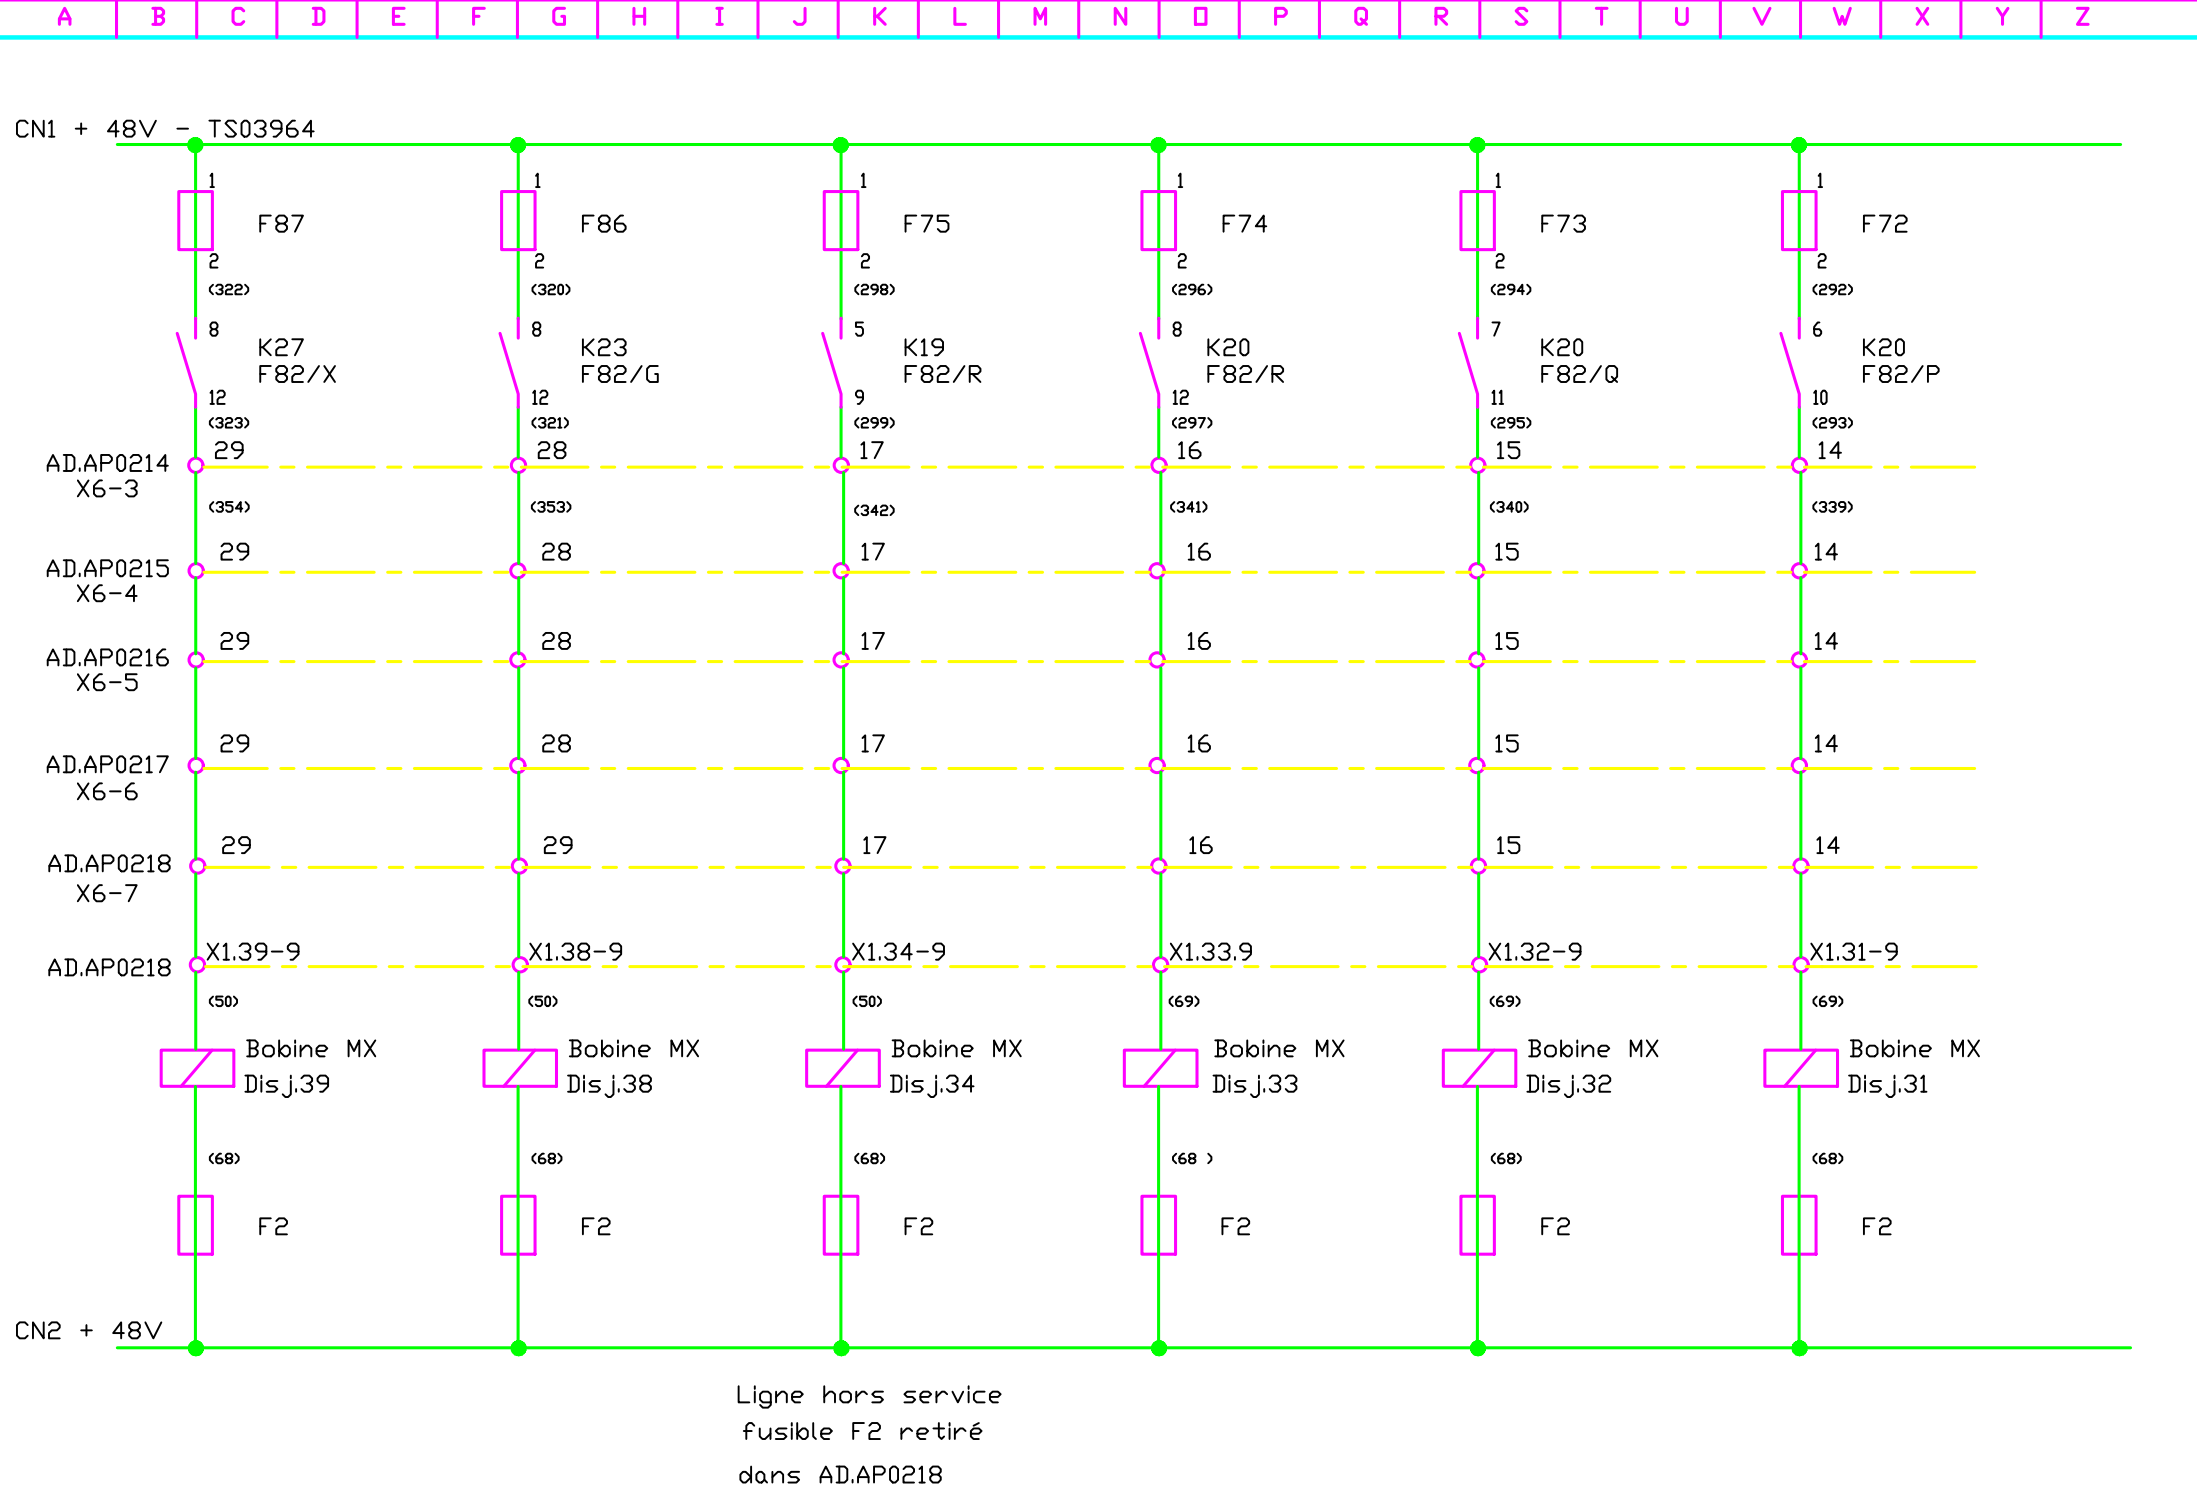 A B C D E F G H I J K L M N O P Q R S T U V W X Y Z
CN1 + 48V - TS03964
1 1 1 1 1 1
F87 F86 F75 F74 F73 F72
2 2 2 2 2 2
(322) (320) (298) (296) (294) (292)
8 8 5 8 7 6
K27 K23 K19 K20 K20 K20
F82/X F82/G F82/R F82/R F82/Q F82/P
12 12 9 12 11 10
(323) (321) (299) (297) (295) (293)
29 28 17 16 15 14
AD.AP0214
X6-3
(354) (353) (342) (341) (340) (339)
29 28 17 16 15 14
AD.AP0215
X6-4
29 28 17 16 15 14
AD.AP0216
X6-5
29 28 17 16 15 14
AD.AP0217
X6-6
29 29 17 16 15 14
AD.AP0218
X6-7
X1.39-9 X1.38-9 X1.34-9 X1.33.9 X1.32-9 X1.31-9
AD.AP0218
(50) (50) (50) (69) (69) (69)
Bobine MX Bobine MX Bobine MX Bobine MX Bobine MX Bobine MX
Disj.39 Disj.38 Disj.34 Disj.33 Disj.32 Disj.31
(68) (68) (68) (68 ) (68) (68)
F2 F2 F2 F2 F2 F2
CN2 + 48V
Ligne hors service
fusible F2 retiré
dans AD.AP0218